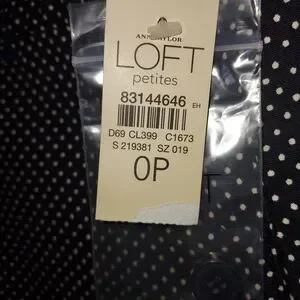 ANN TAYLOR
LOFT
petites
83144646 EH
D69 CL399 C1673
S 219381 SZ 019
0P